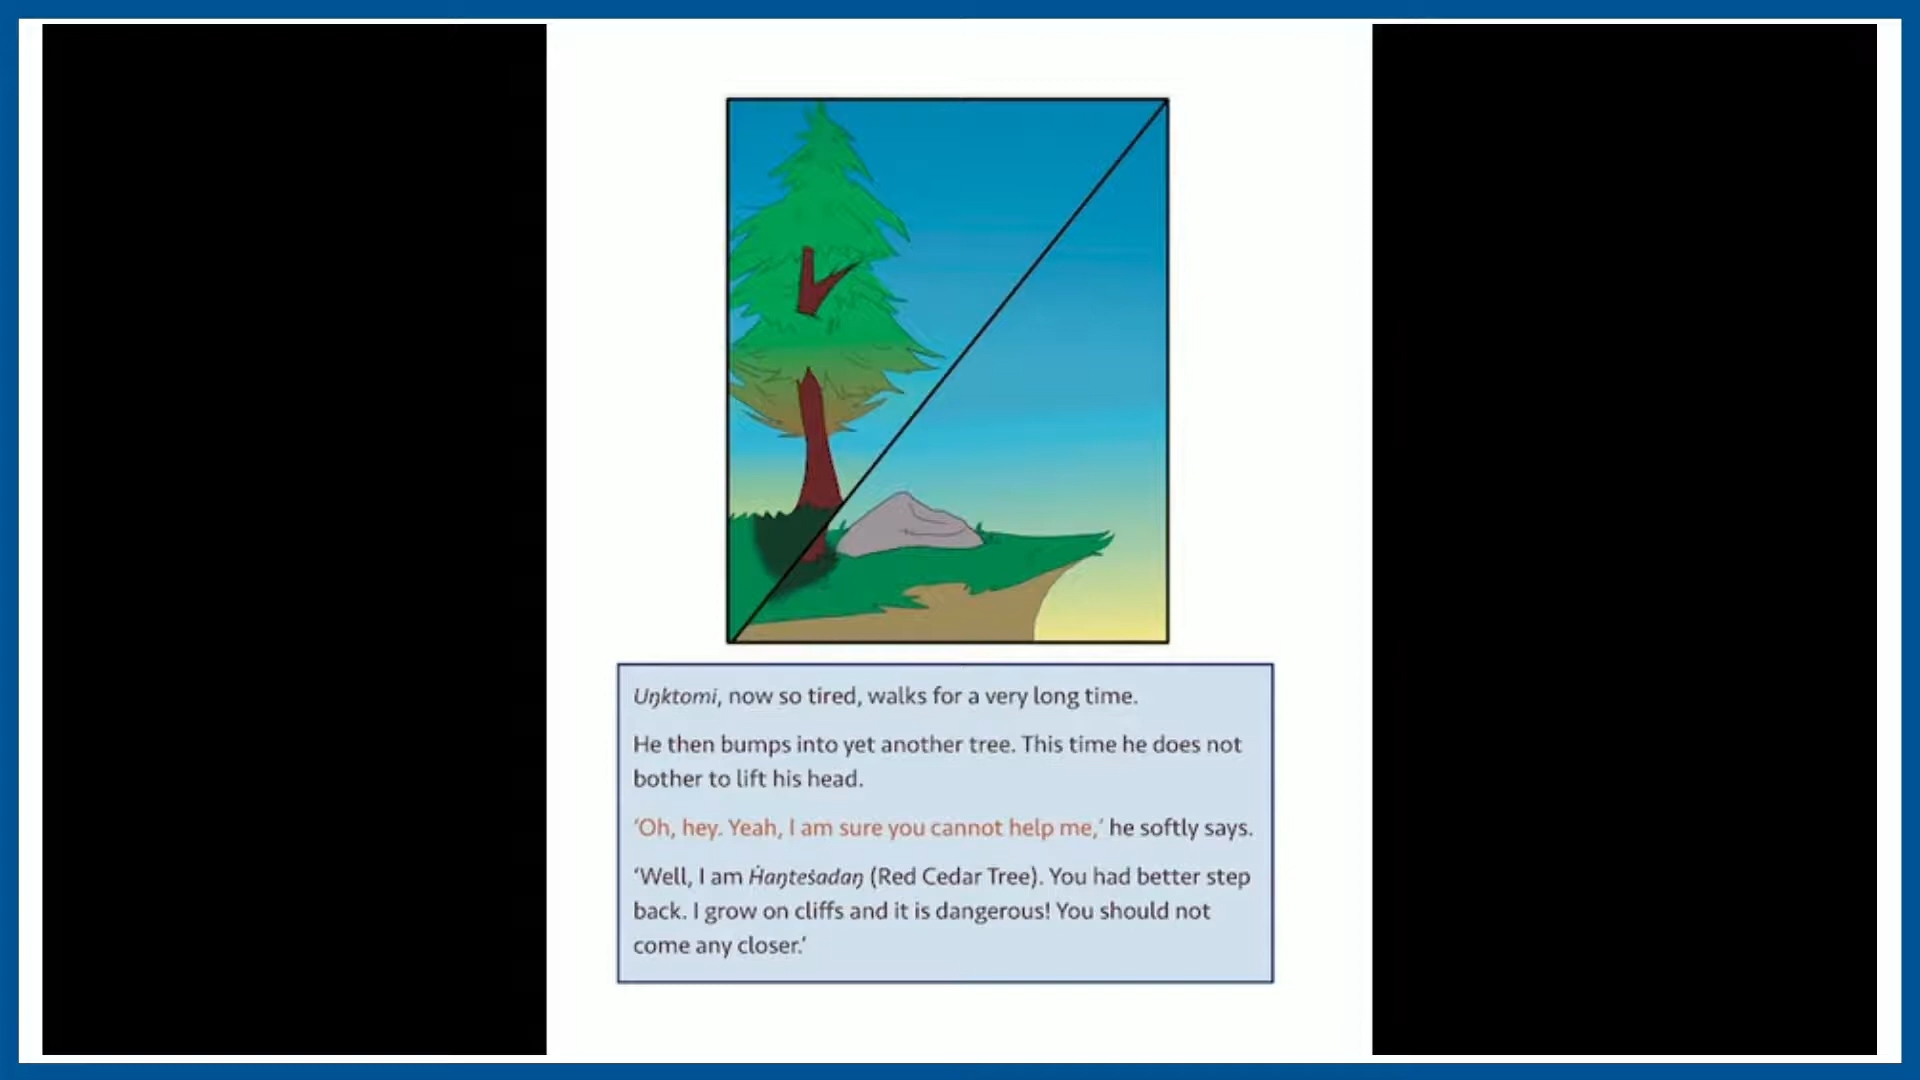 Uŋktomi, now so tired, walks for a very long time.
He then bumps into yet another tree. This time he does not
bother to lift his head.
‘Oh, hey. Yeah, I am sure you cannot help me,’ he softly says.
‘Well, I am Ḣaŋteṡadaŋ (Red Cedar Tree). You had better step
back. I grow on cliffs and it is dangerous! You should not
come any closer.’